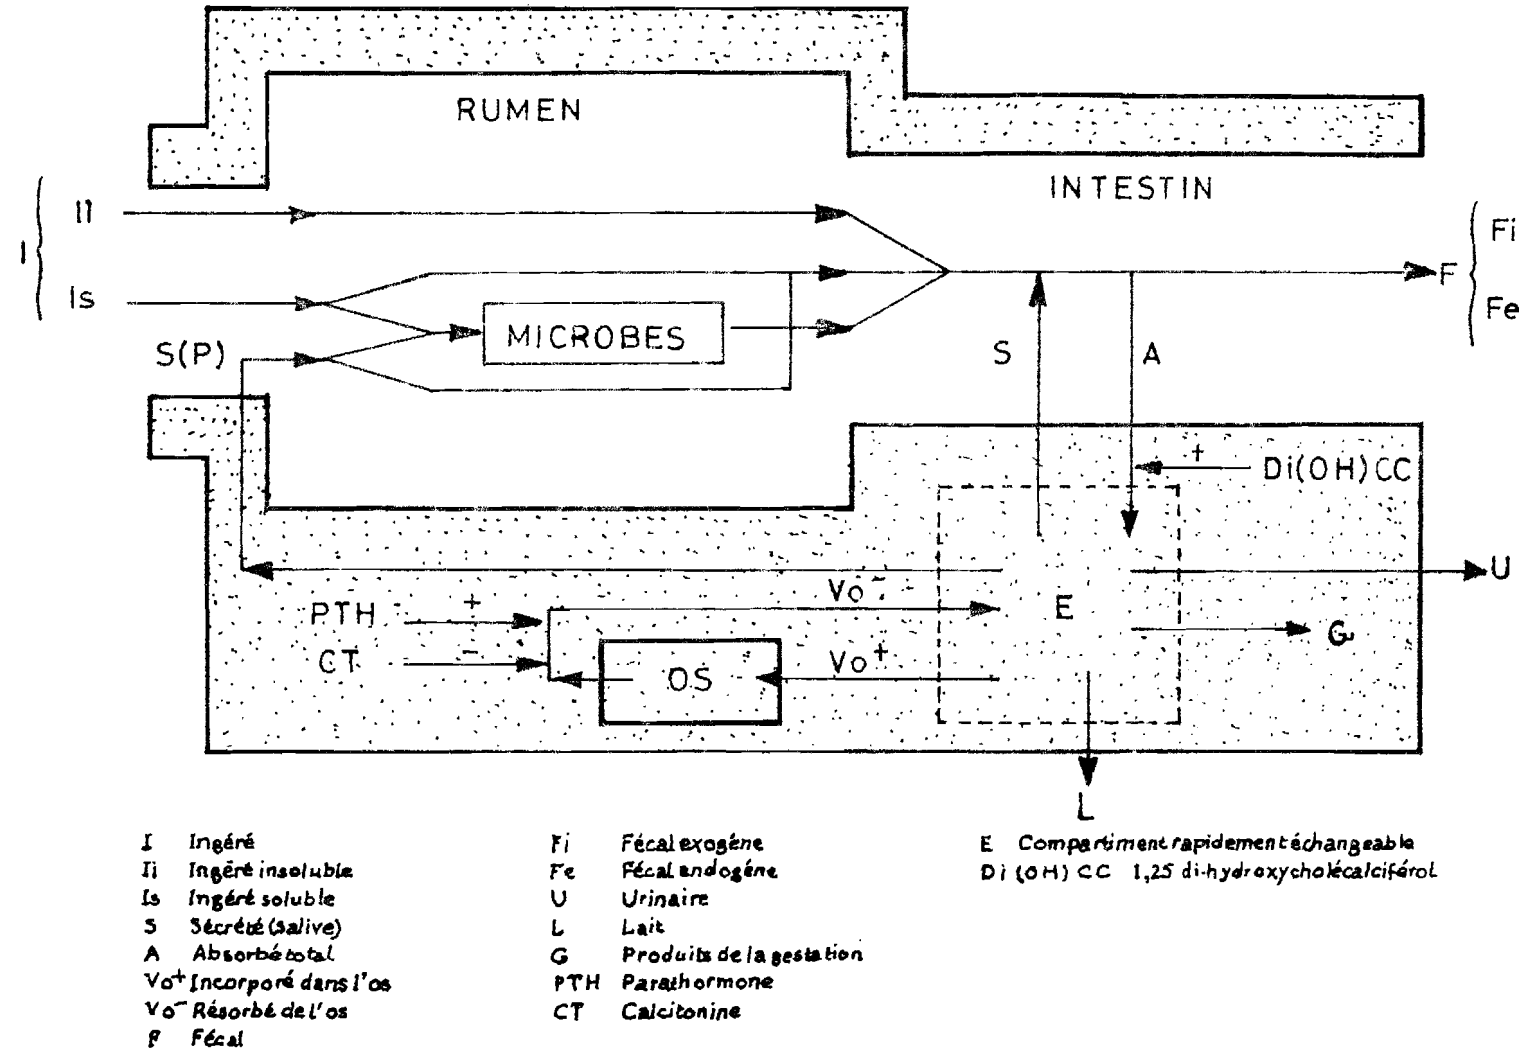 RUMEN
INTESTIN
I
Ii
Is
S(P)
MICROBES
S
A
F
Fi
Fe
+
Di(OH)CC
U
Vo⁻
E
PTH +
CT -
OS
Vo⁺
G
L
I Ingéré
Ii Ingéré insoluble
Is Ingéré soluble
S Sécrété (salive)
A Absorbé total
Vo⁺ Incorporé dans l'os
Vo⁻ Résorbé de l'os
F Fécal
Fi Fécal exogéne
Fe Fécal endogéne
U Urinaire
L Lait
G Produits de la gestation
PTH Parathormone
CT Calcitonine
E Compartiment rapidement échangeable
Di (OH) CC 1,25 di-hydroxycholécalciférol